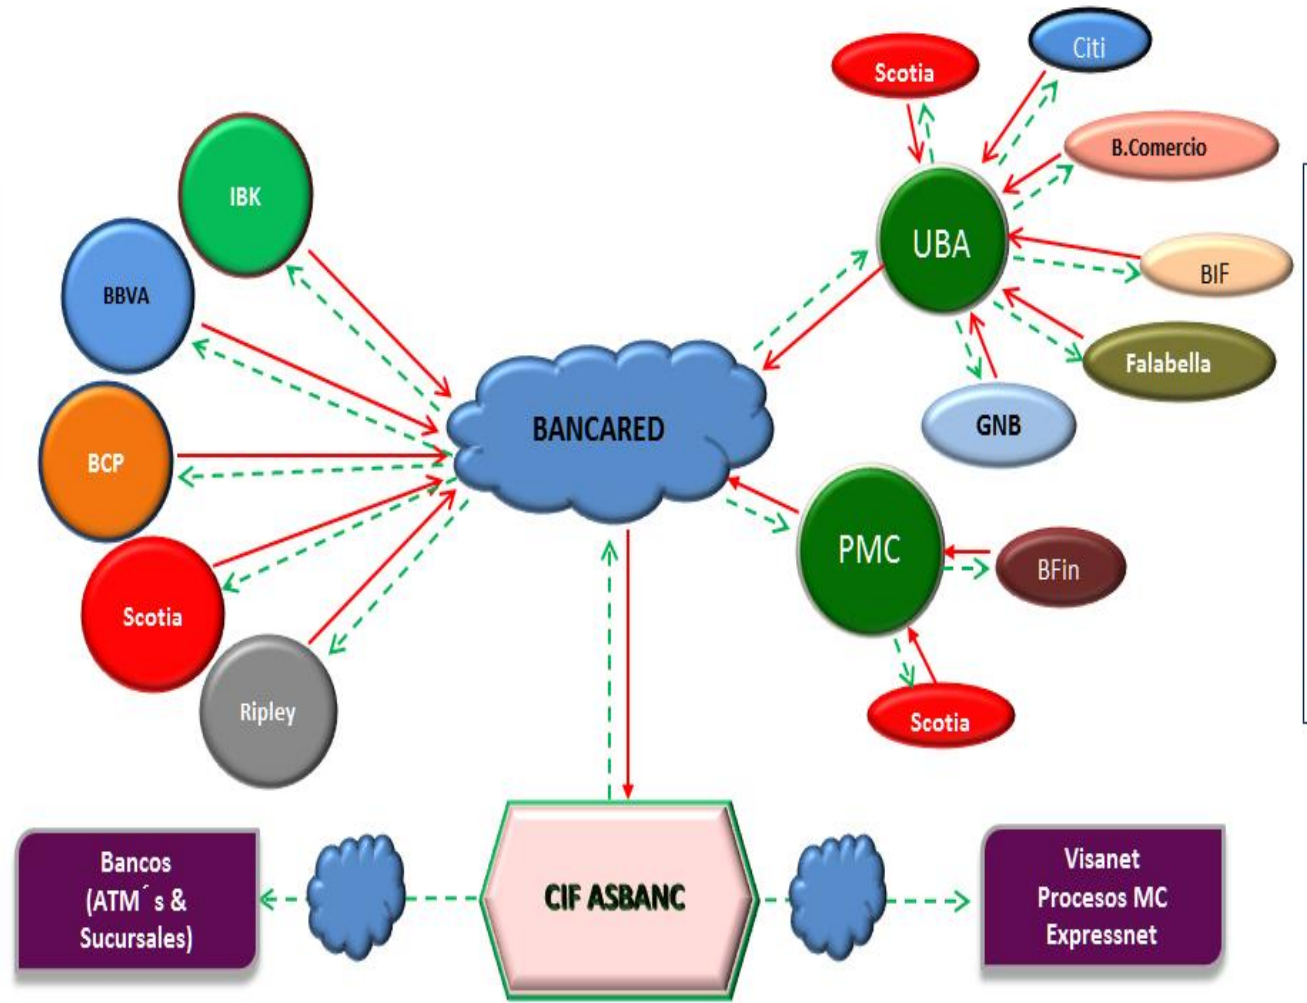 Citi
Scotia
B.Comercio
IBK
UBA
BIF
BBVA
Falabella
GNB
BANCARED
BCP
PMC
BFin
Scotia
Ripley
Scotia
Bancos
(ATM´s &
Sucursales)
CIF ASBANC
Visanet
Procesos MC
Expressnet